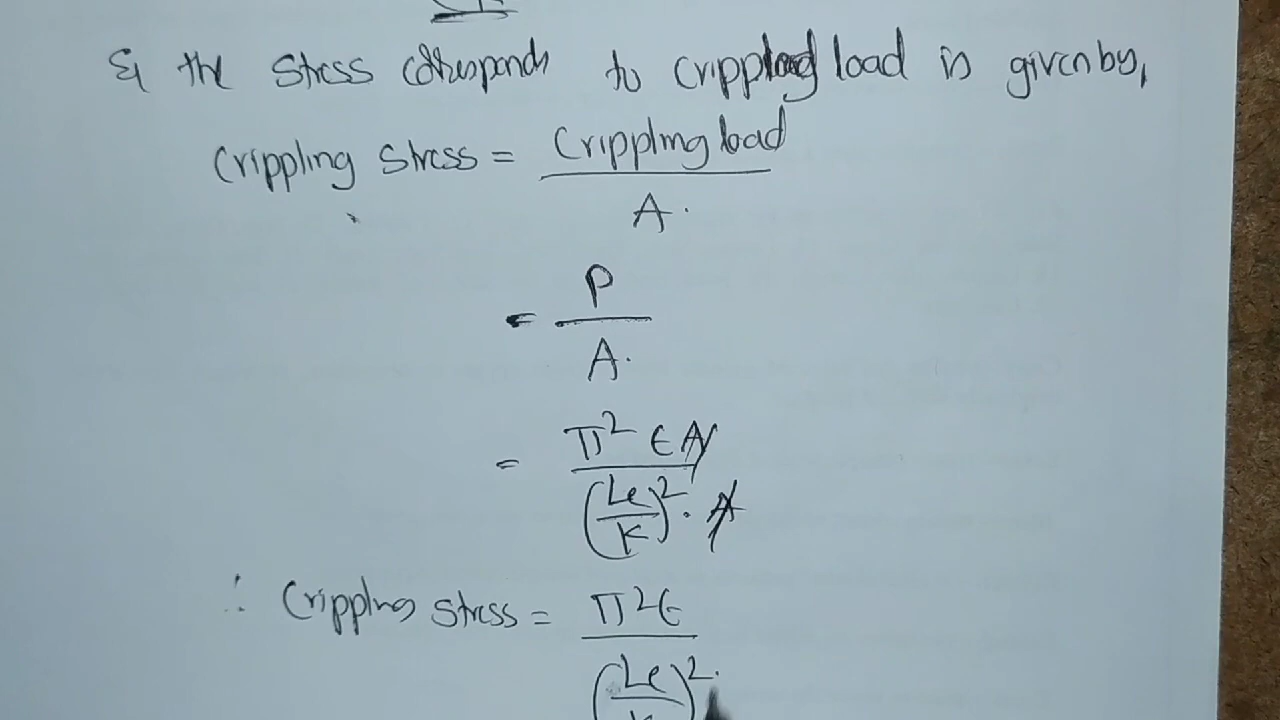 & the stress corresponds to crippling load is given by,
Crippling stress = Crippling load / A.
= P / A.
= π² E A / (Le/K)² . A
∴ Crippling stress = π² E / (Le/K)²